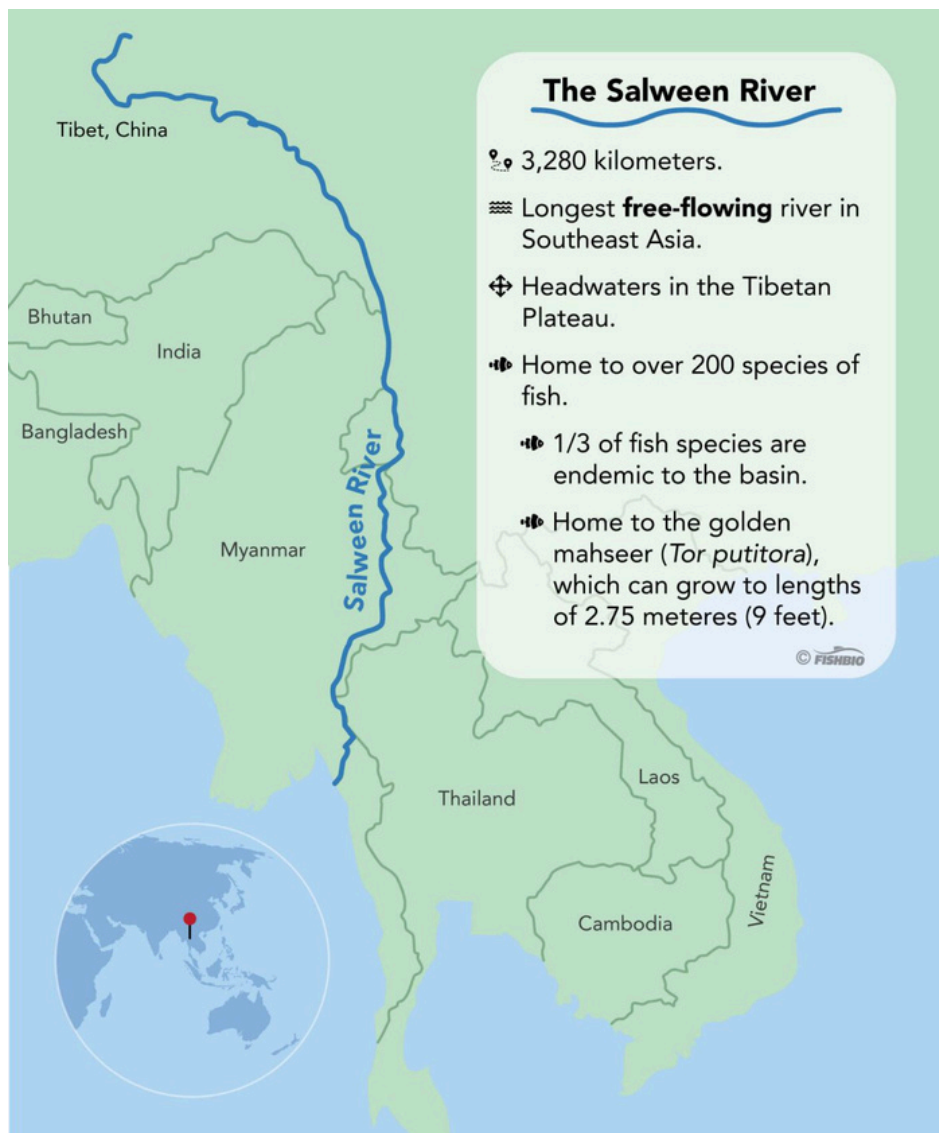 The Salween River
3,280 kilometers.
Longest free-flowing river in
Southeast Asia.
Headwaters in the Tibetan
Plateau.
Home to over 200 species of
fish.
1/3 of fish species are
endemic to the basin.
Home to the golden
mahseer (Tor putitora),
which can grow to lengths
of 2.75 meteres (9 feet).
© FISHBIO
Tibet, China
Bhutan
India
Bangladesh
Myanmar
Salween River
Thailand
Laos
Cambodia
Vietnam